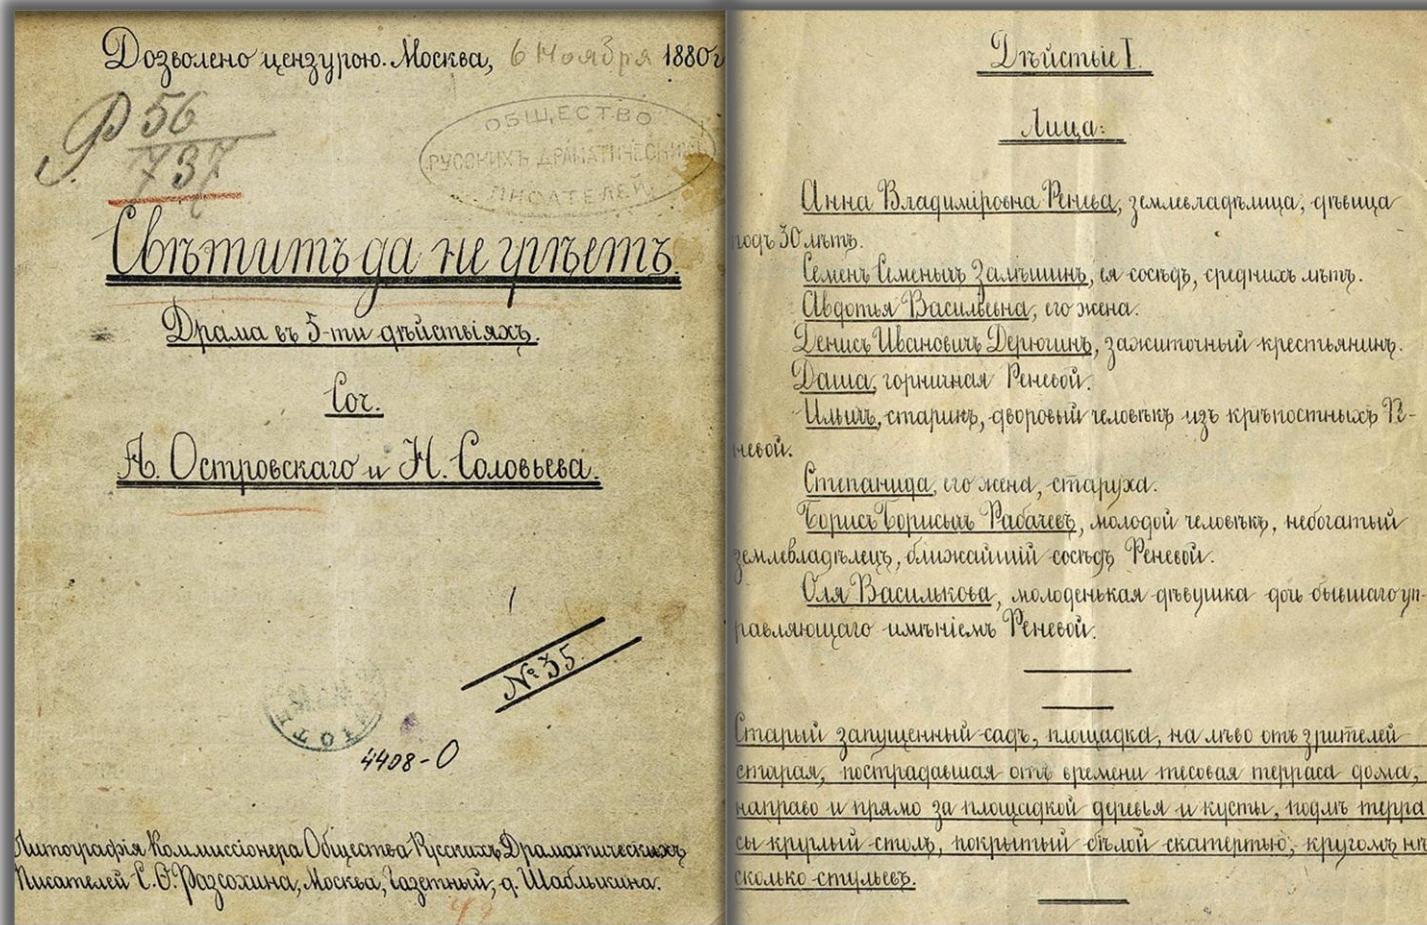 Дозволено цензурою. Москва, 6 Ноября 1880 г
Р 56
737
ОБЩЕСТВО
РУССКИХЪ ДРАМАТИЧЕСКИХЪ
ПИСАТЕЛЕЙ
Свѣтитъ да не грѣетъ.
Драма въ 5-ти дѣйствіяхъ.
Соч.
А. Островскаго и Н. Соловьева.
№ 35.
4408-О
Литографія Коммиссіонера Общества Русскихъ Драматическихъ
Писателей С. Ѳ. Разсохина, Москва, Газетный, д. Шаблыкина.
Дѣйствіе I.
Лица:
Анна Владиміровна Ренева, землевладѣлица, дѣвица
подъ 30 лѣтъ.
Семенъ Семенычъ Залѣшинъ, ея сосѣдъ, среднихъ лѣтъ.
Авдотья Васильевна, его жена.
Денисъ Ивановичъ Дерюгинъ, зажиточный крестьянинъ.
Даша, горничная Реневой.
Ильичъ, старикъ, дворовый человѣкъ изъ крѣпостныхъ Ре-
невой.
Степанида, его жена, старуха.
Борисъ Борисычъ Рабачевъ, молодой человѣкъ, небогатый
землевладѣлецъ, ближайшій сосѣдъ Реневой.
Оля Василькова, молоденькая дѣвушка дочь бывшаго уп-
равляющаго имѣніемъ Реневой.
Старый запущенный садъ, площадка, на лѣво отъ зрителей
старая, пострадавшая отъ времени тесовая терраса дома,
направо и прямо за площадкой деревья и кусты, подлѣ терра
сы круглый столъ, покрытый бѣлой скатертью, кругомъ нѣ
сколько стульевъ.